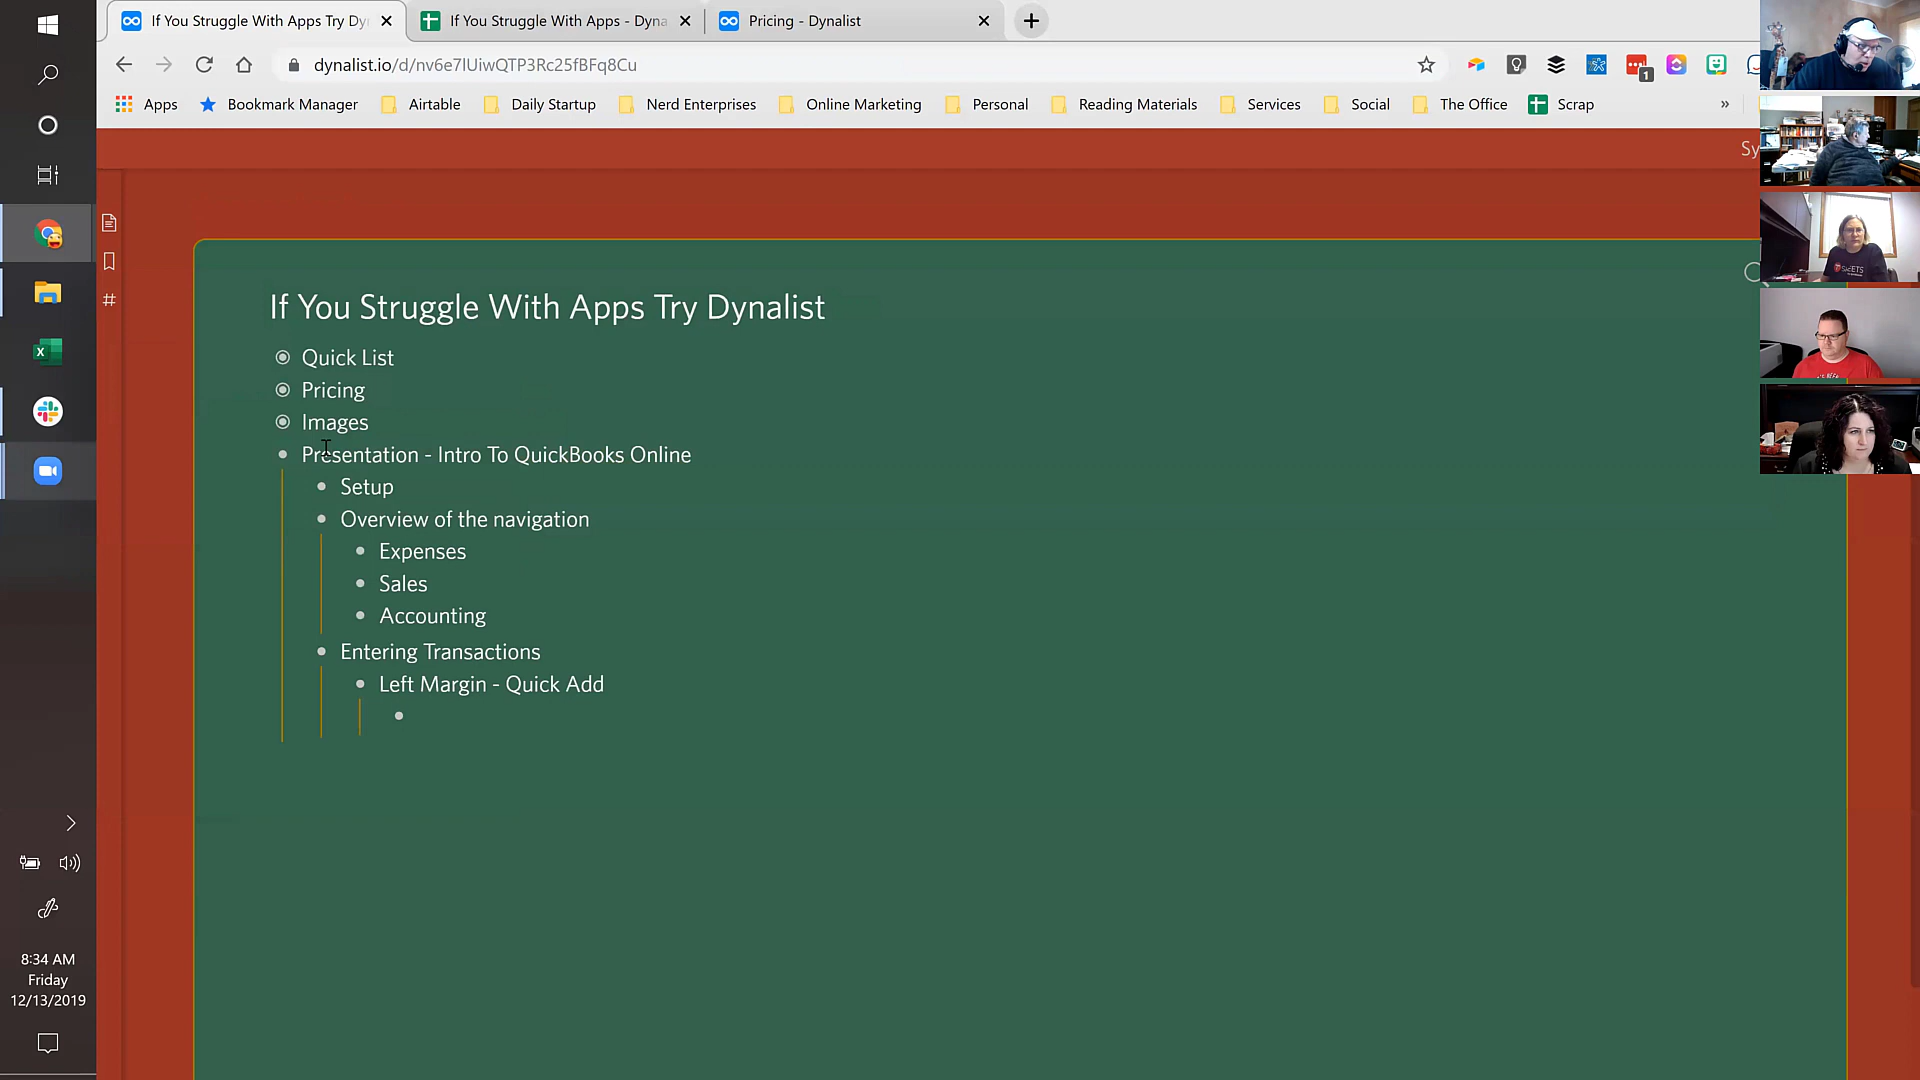 If You Struggle With Apps Try Dy
If You Struggle With Apps - Dyna
Pricing - Dynalist
dynalist.io/d/nv6e7lUiwQTP3Rc25fBFq8Cu
1
Apps
Bookmark Manager
Airtable
Daily Startup
Nerd Enterprises
Online Marketing
Personal
Reading Materials
Services
Social
The Office
Scrap
»
Sy
If You Struggle With Apps Try Dynalist
Quick List
Pricing
Images
Presentation - Intro To QuickBooks Online
Setup
Overview of the navigation
Expenses
Sales
Accounting
Entering Transactions
Left Margin - Quick Add
8:34 AM
Friday
12/13/2019